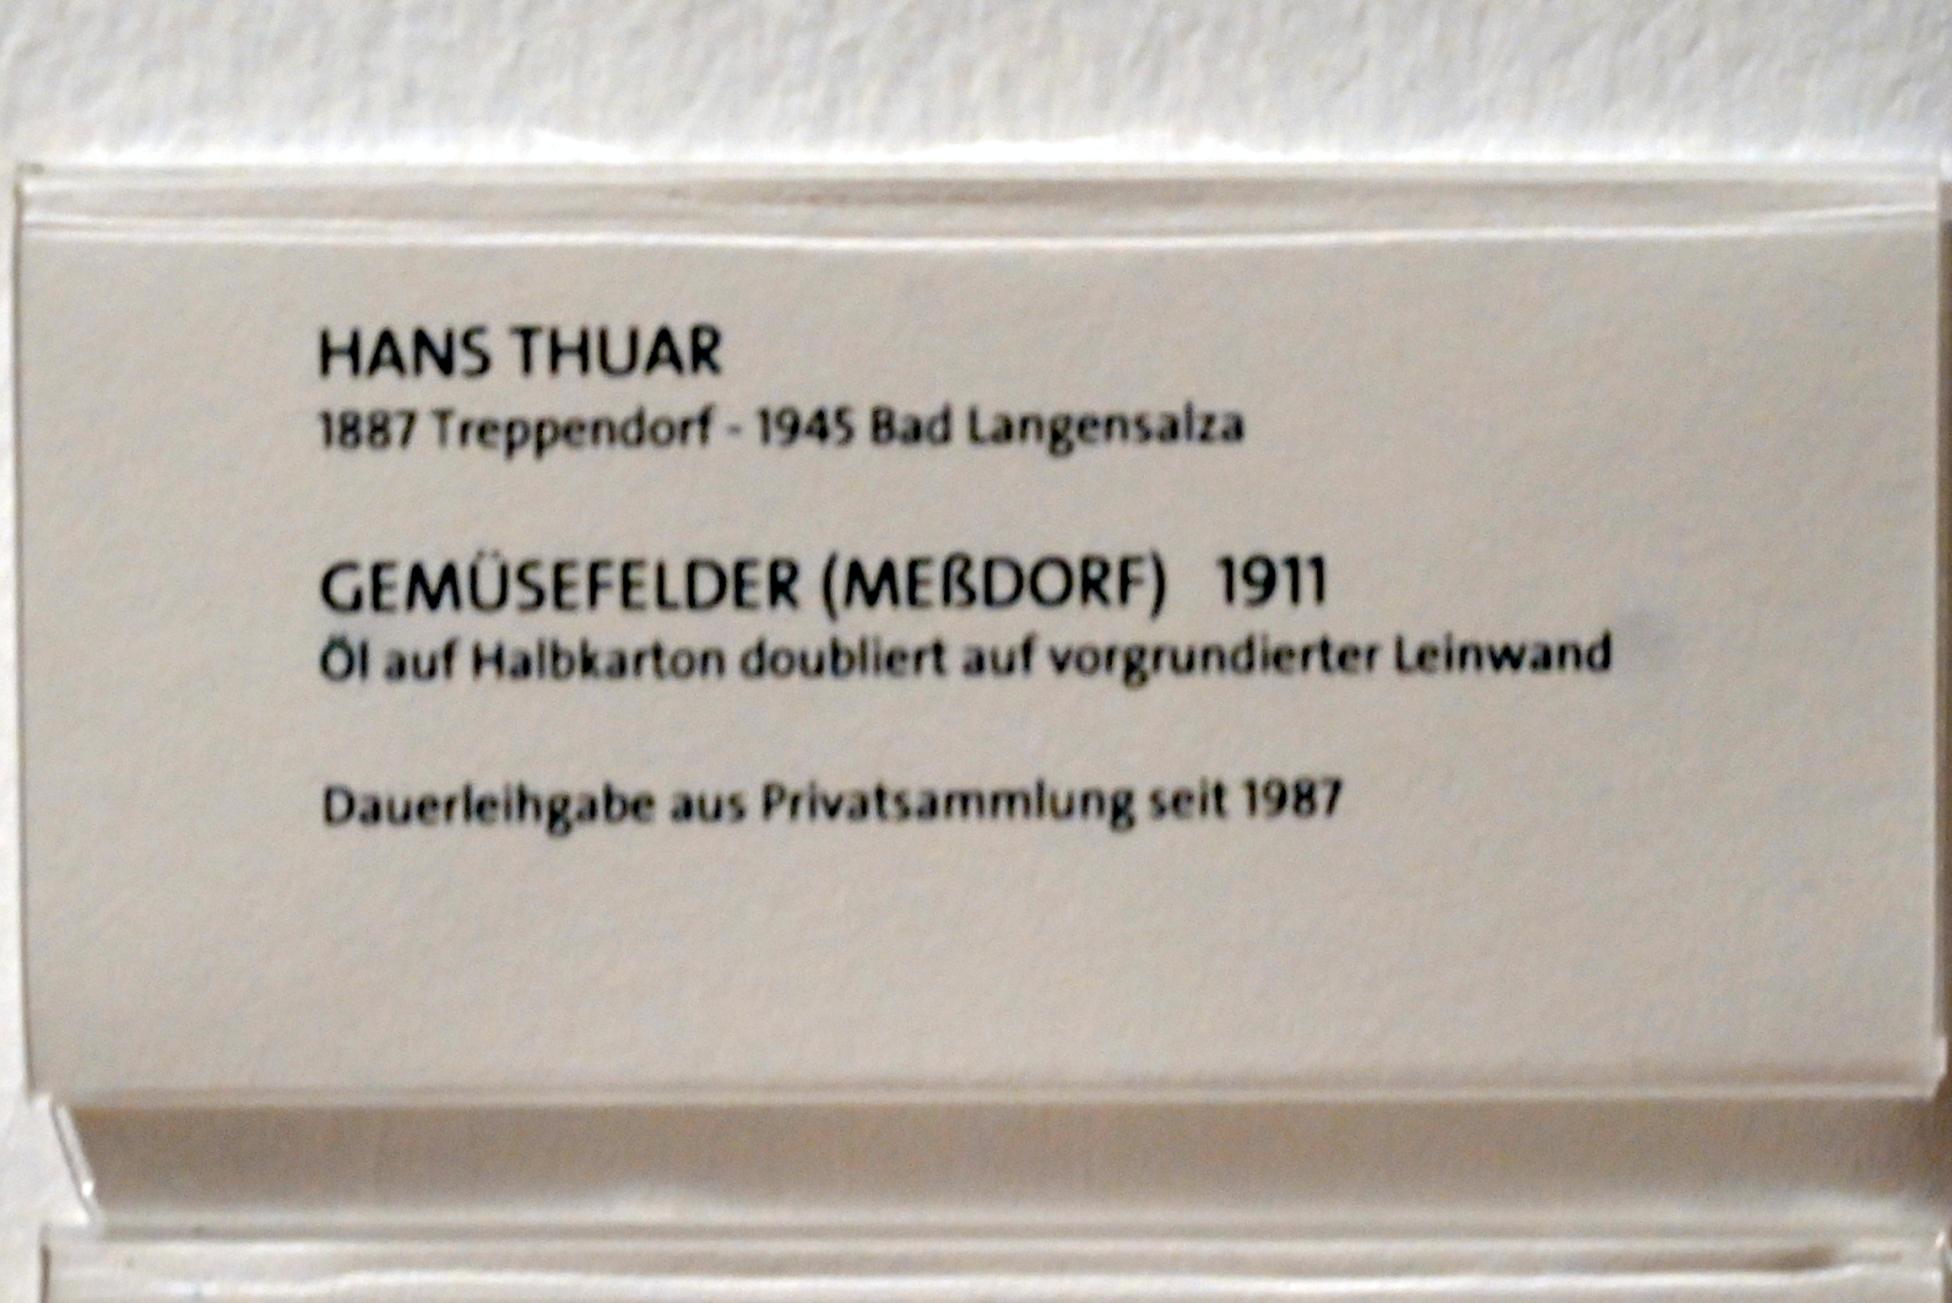 HANS THUAR
1887 Treppendorf - 1945 Bad Langensalza
GEMÜSEFELDER (MEßDORF) 1911
Öl auf Halbkarton doubliert auf vorgrundierter Leinwand
Dauerleihgabe aus Privatsammlung seit 1987